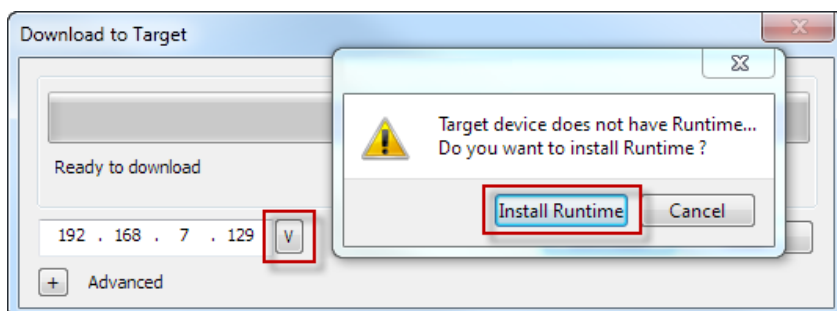 Download to Target
Target device does not have Runtime...
Do you want to install Runtime ?
Ready to download
Install Runtime
Cancel
192 . 168 . 7 . 129
V
+ Advanced